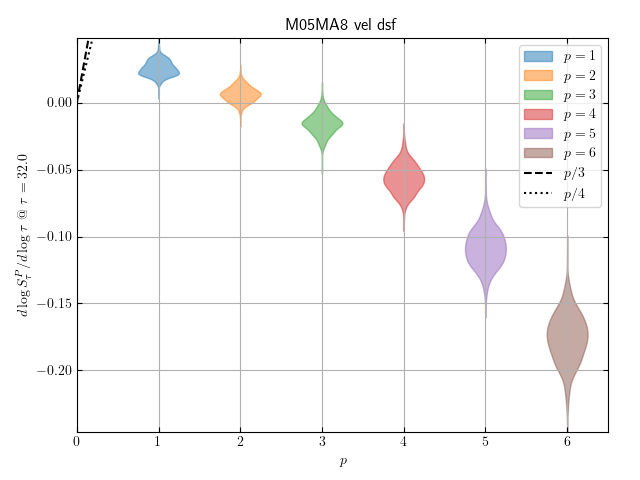 M05MA8 vel dsf
d log S_τ^P / d log τ @ τ = 32.0
0.00
−0.05
−0.10
−0.15
−0.20
0 1 2 3 4 5 6
p
p = 1
p = 2
p = 3
p = 4
p = 5
p = 6
p/3
p/4